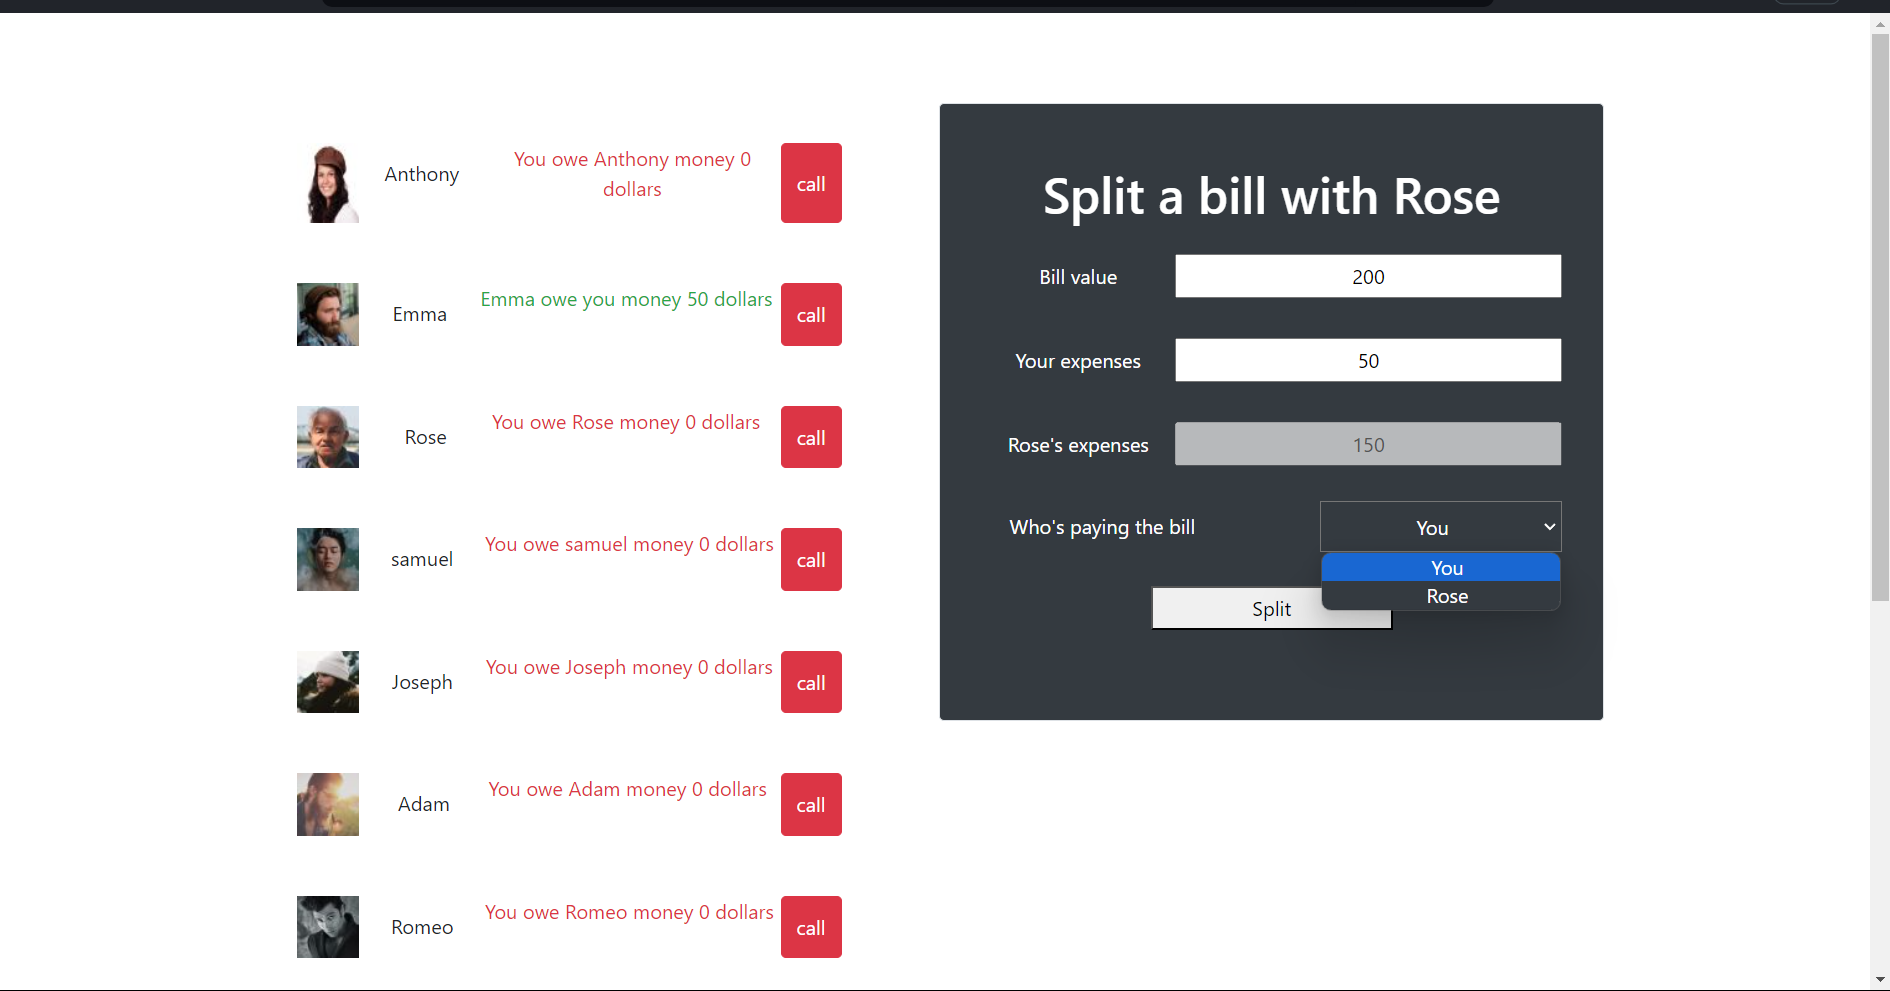 Anthony
You owe Anthony money 0
dollars
call
Emma
Emma owe you money 50 dollars
call
Rose
You owe Rose money 0 dollars
call
samuel
You owe samuel money 0 dollars
call
Joseph
You owe Joseph money 0 dollars
call
Adam
You owe Adam money 0 dollars
call
Romeo
You owe Romeo money 0 dollars
call
Split a bill with Rose
Bill value
200
Your expenses
50
Rose's expenses
150
Who's paying the bill
You
You
Rose
Split